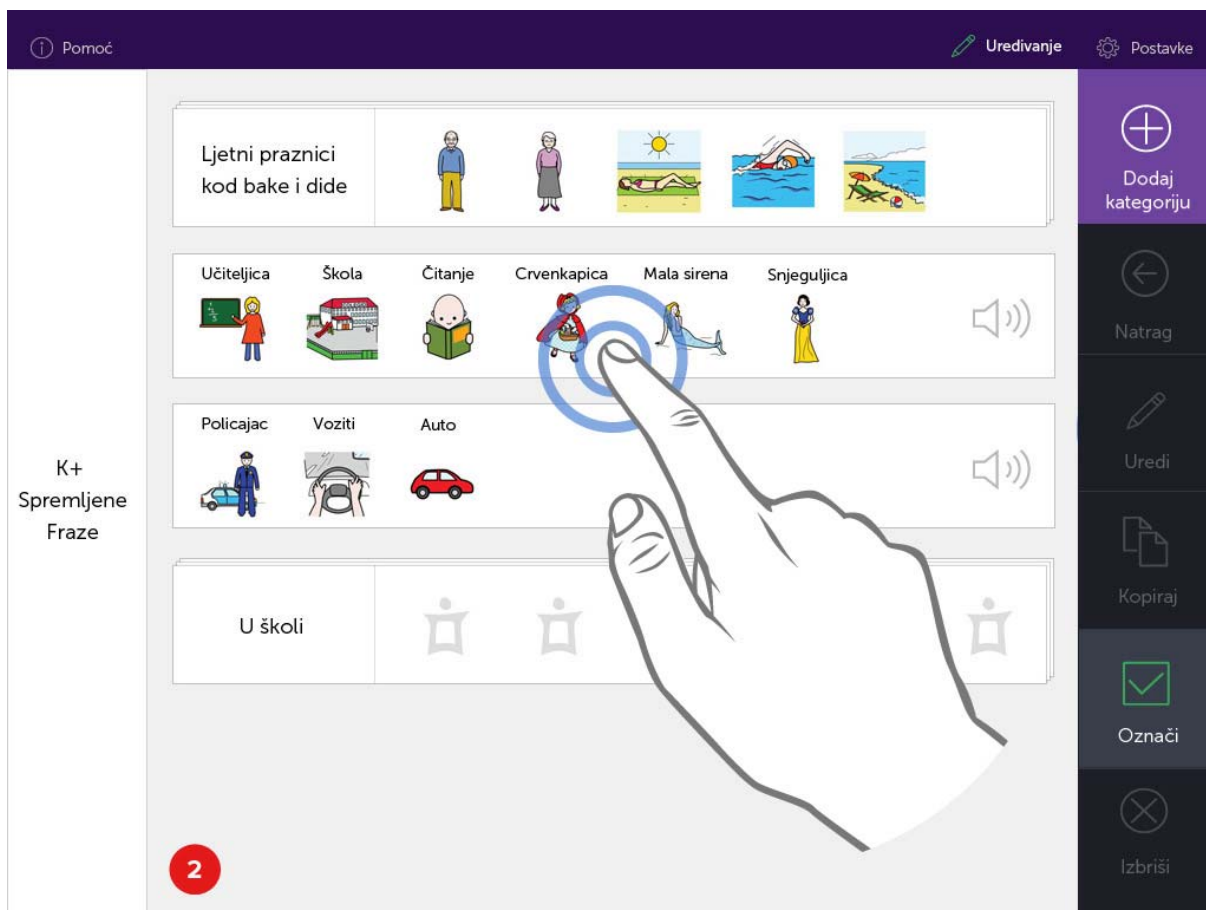 Pomoć
Uredivanje
Postavke
K+
Spremljene
Fraze
Ljetni praznici
kod bake i dide
Učiteljica
Škola
Čitanje
Crvenkapica
Mala sirena
Snjeguljica
Policajac
Voziti
Auto
U školi
Dodaj
kategoriju
Natrag
Uredi
Kopiraj
Označi
Izbriši
2